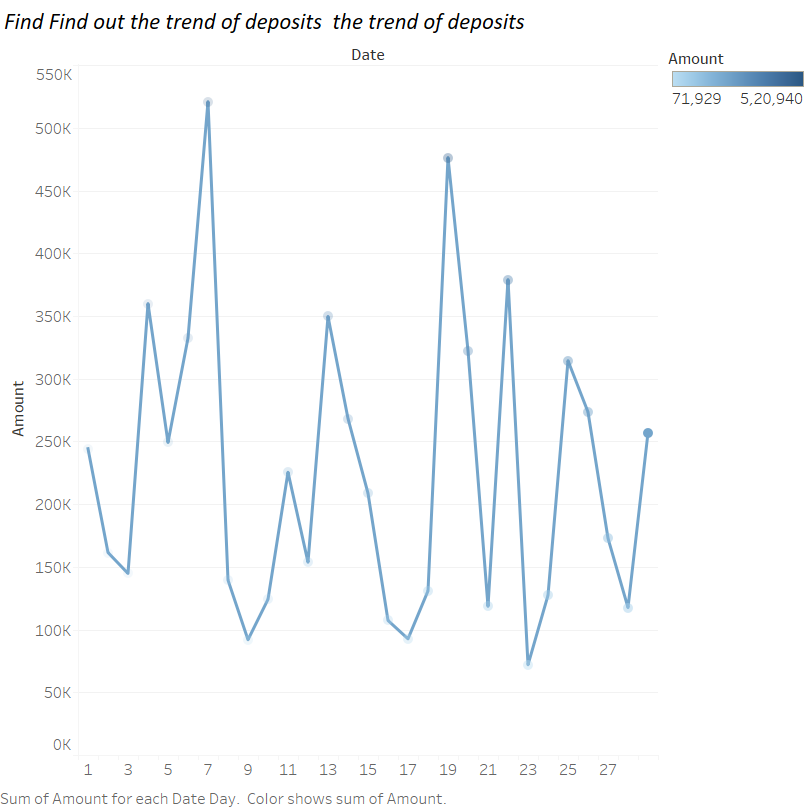 Find Find out the trend of deposits  the trend of deposits
Date
Amount
71,929 5,20,940
550K
500K
450K
400K
350K
300K
250K
200K
150K
100K
50K
0K
Amount
1 3 5 7 9 11 13 15 17 19 21 23 25 27
Sum of Amount for each Date Day.  Color shows sum of Amount.